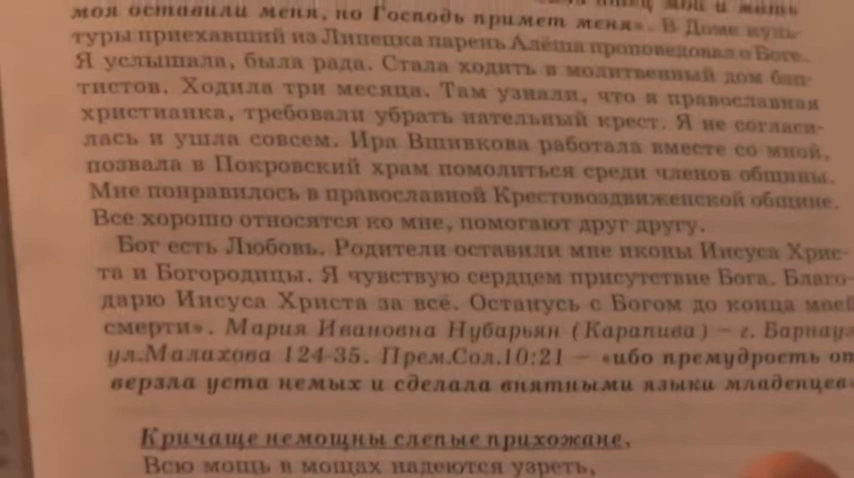 отец мой и мать
моя оставили меня, но Господь примет меня». В Доме куль-
туры приехавший из Липецка парень Алёша проповедовал о Боге.
Я услышала, была рада. Стала ходить в молитвенный дом бап-
тистов. Ходила три месяца. Там узнали, что я православная
христианка, требовали убрать нательный крест. Я не согласи-
лась и ушла совсем. Ира Вшивкова работала вместе со мной,
позвала в Покровский храм помолиться среди членов общины.
Мне понравилось в православной Крестовоздвиженской общине.
Все хорошо относятся ко мне, помогают друг другу.
Бог есть Любовь. Родители оставили мне иконы Иисуса Хрис-
та и Богородицы. Я чувствую сердцем присутствие Бога. Благо-
дарю Иисуса Христа за всё. Останусь с Богом до конца моей
смерти». Мария Ивановна Нубарьян (Карапива) – г. Барнаул
ул.Малахова 124-35. Прем.Сол.10:21 – «ибо премудрость от
верзла уста немых и сделала внятными языки младенцев»
Кричаще немощны слепые прихожане,
Всю мощь в мощах надеются узреть,